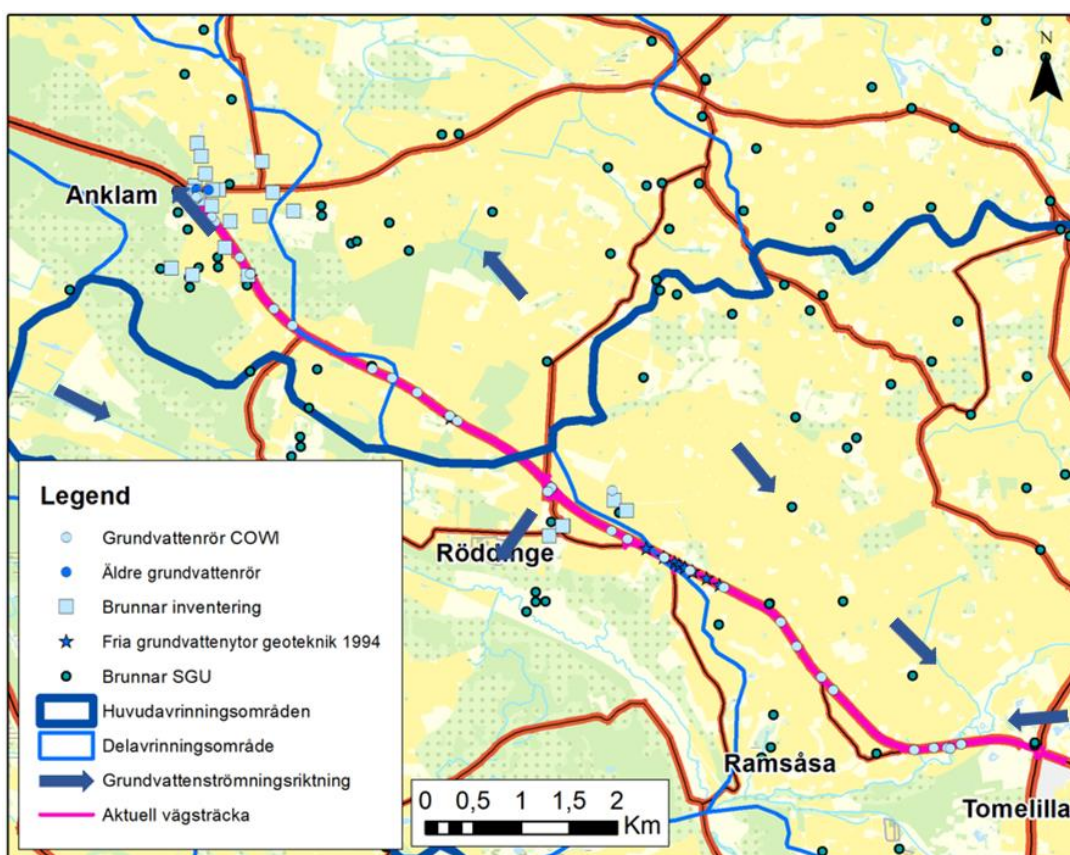 N
Anklam
Röddinge
Ramsåsa
Tomelilla
Legend
Grundvattenrör COWI
Äldre grundvattenrör
Brunnar inventering
Fria grundvattenytor geoteknik 1994
Brunnar SGU
Huvudavrinningsområden
Delavrinningsområde
Grundvattenströmningsriktning
Aktuell vägsträcka
0 0,5 1 1,5 2
Km